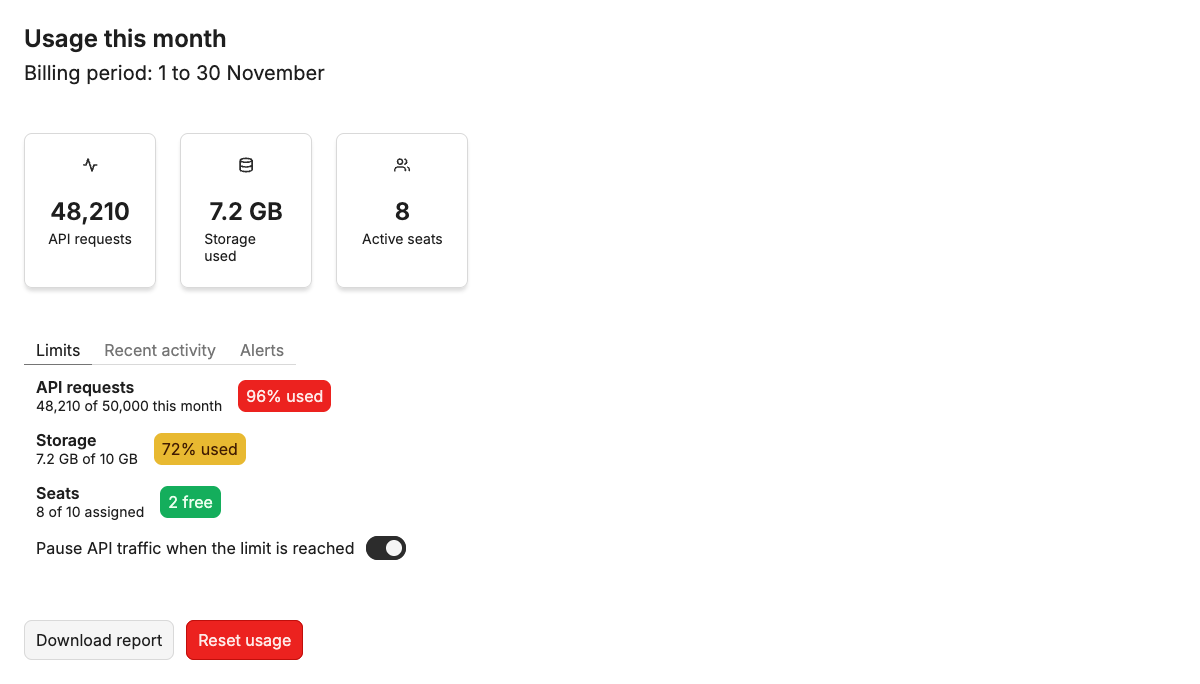 Usage this month
Billing period: 1 to 30 November
48,210
API requests
7.2 GB
Storage
used
8
Active seats
Limits Recent activity Alerts
API requests
48,210 of 50,000 this month
96% used
Storage
7.2 GB of 10 GB
72% used
Seats
8 of 10 assigned
2 free
Pause API traffic when the limit is reached
Download report Reset usage